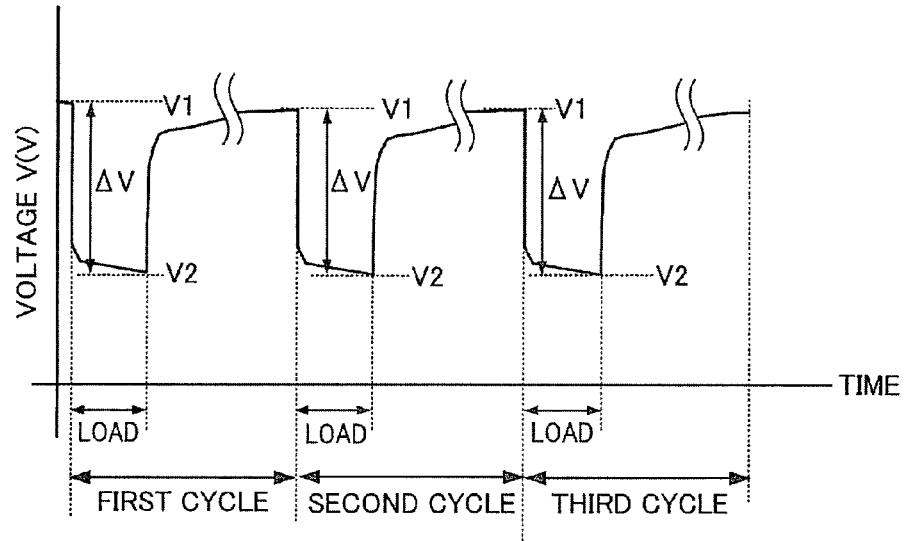 VOLTAGE V(V)
V1
V1
V1
ΔV
ΔV
ΔV
V2
V2
V2
TIME
LOAD
LOAD
LOAD
FIRST CYCLE
SECOND CYCLE
THIRD CYCLE